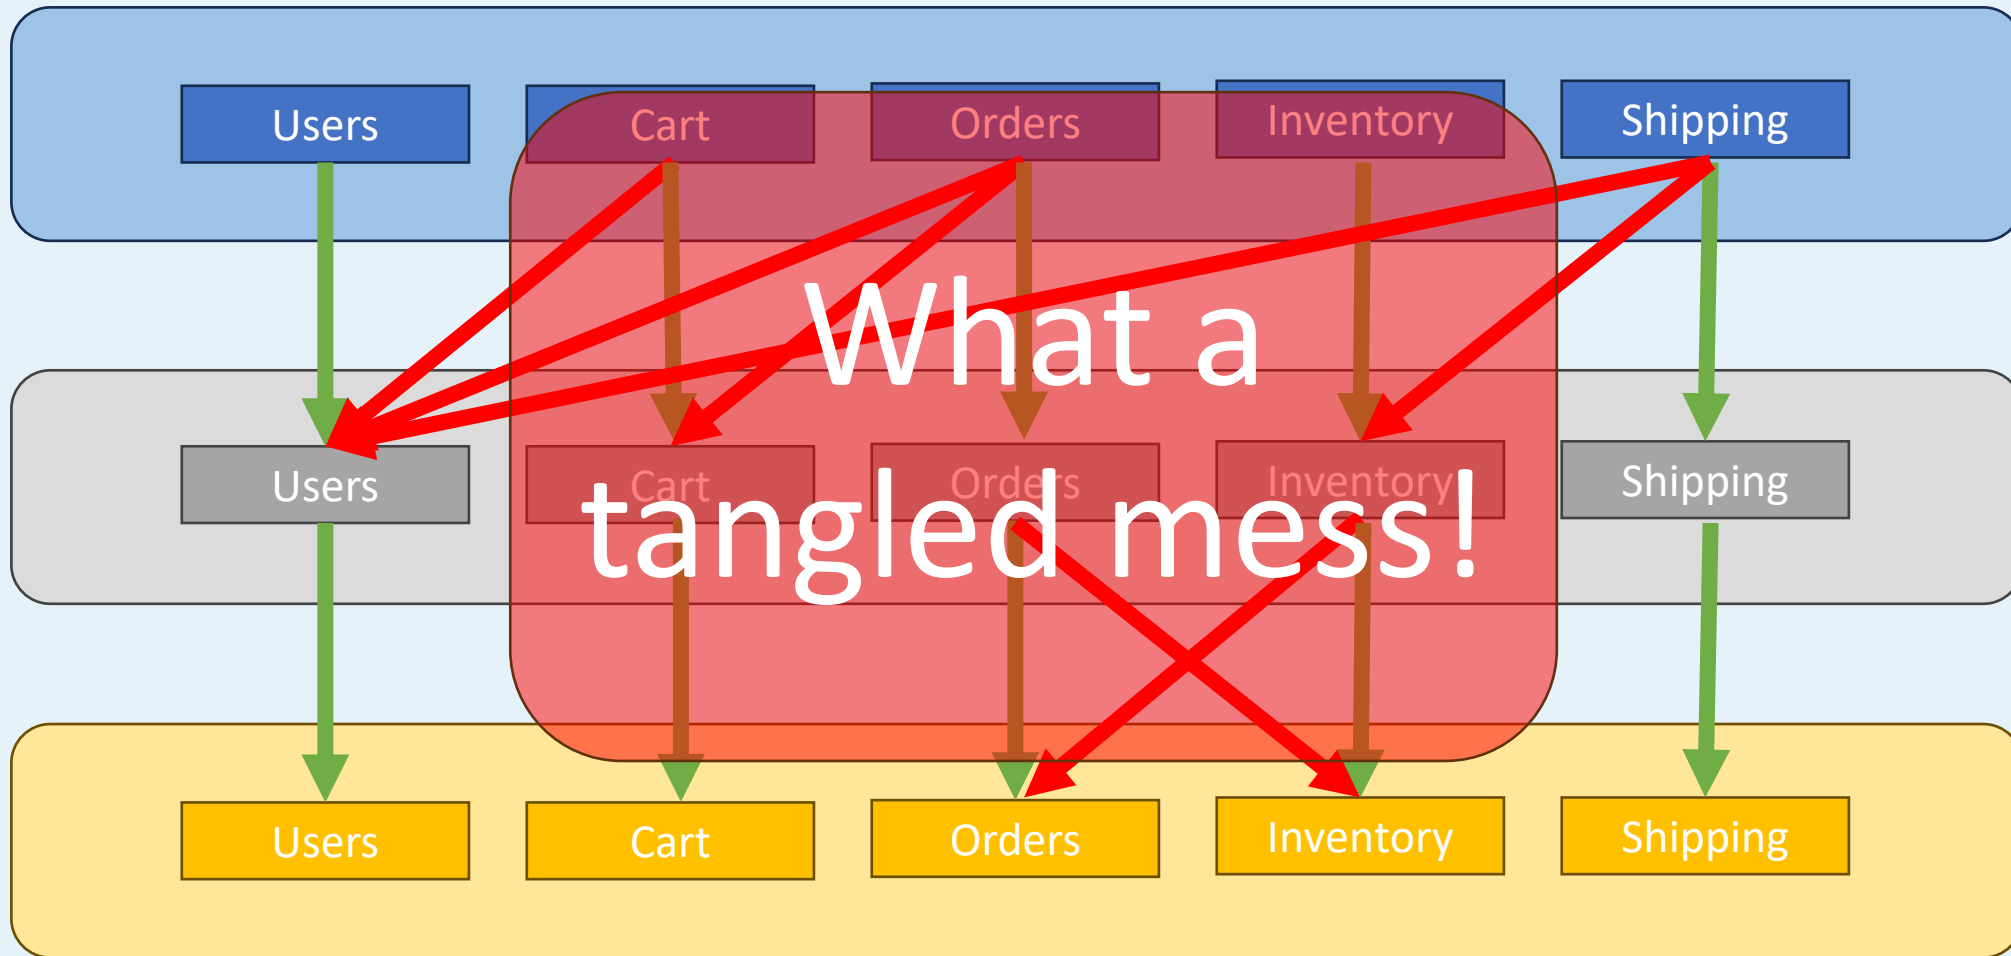 Users Cart Orders Inventory Shipping
What a
Users Cart Orders Inventory Shipping
tangled mess!
Users Cart Orders Inventory Shipping